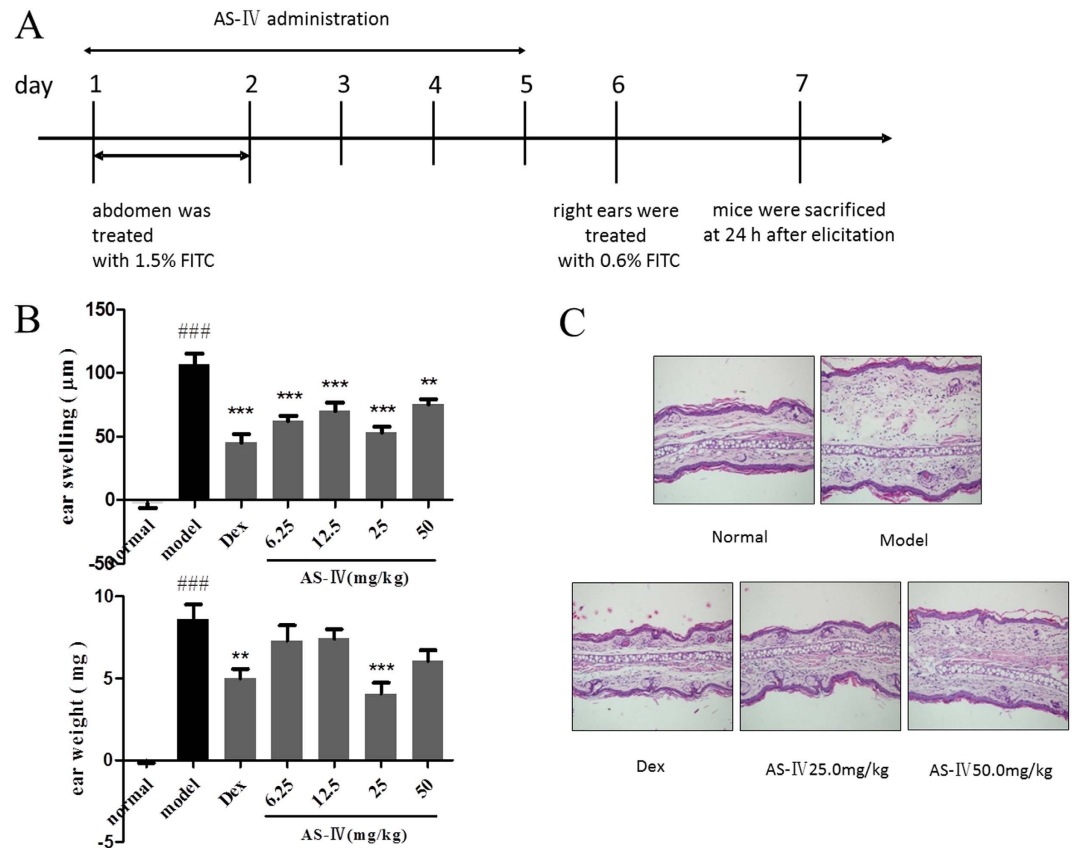 A
AS-Ⅳ administration
day 1 2 3 4 5 6 7
abdomen was
treated
with 1.5% FITC
right ears were
treated
with 0.6% FITC
mice were sacrificed
at 24 h after elicitation
B
ear swelling ( μm )
150
100
50
0
-50
###
***
***
***
***
**
normal model Dex 6.25 12.5 25 50
AS-Ⅳ(mg/kg)
ear weight ( mg )
10
5
0
-5
###
**
***
normal model Dex 6.25 12.5 25 50
AS-Ⅳ(mg/kg)
C
Normal
Model
Dex
AS-Ⅳ25.0mg/kg
AS-Ⅳ50.0mg/kg